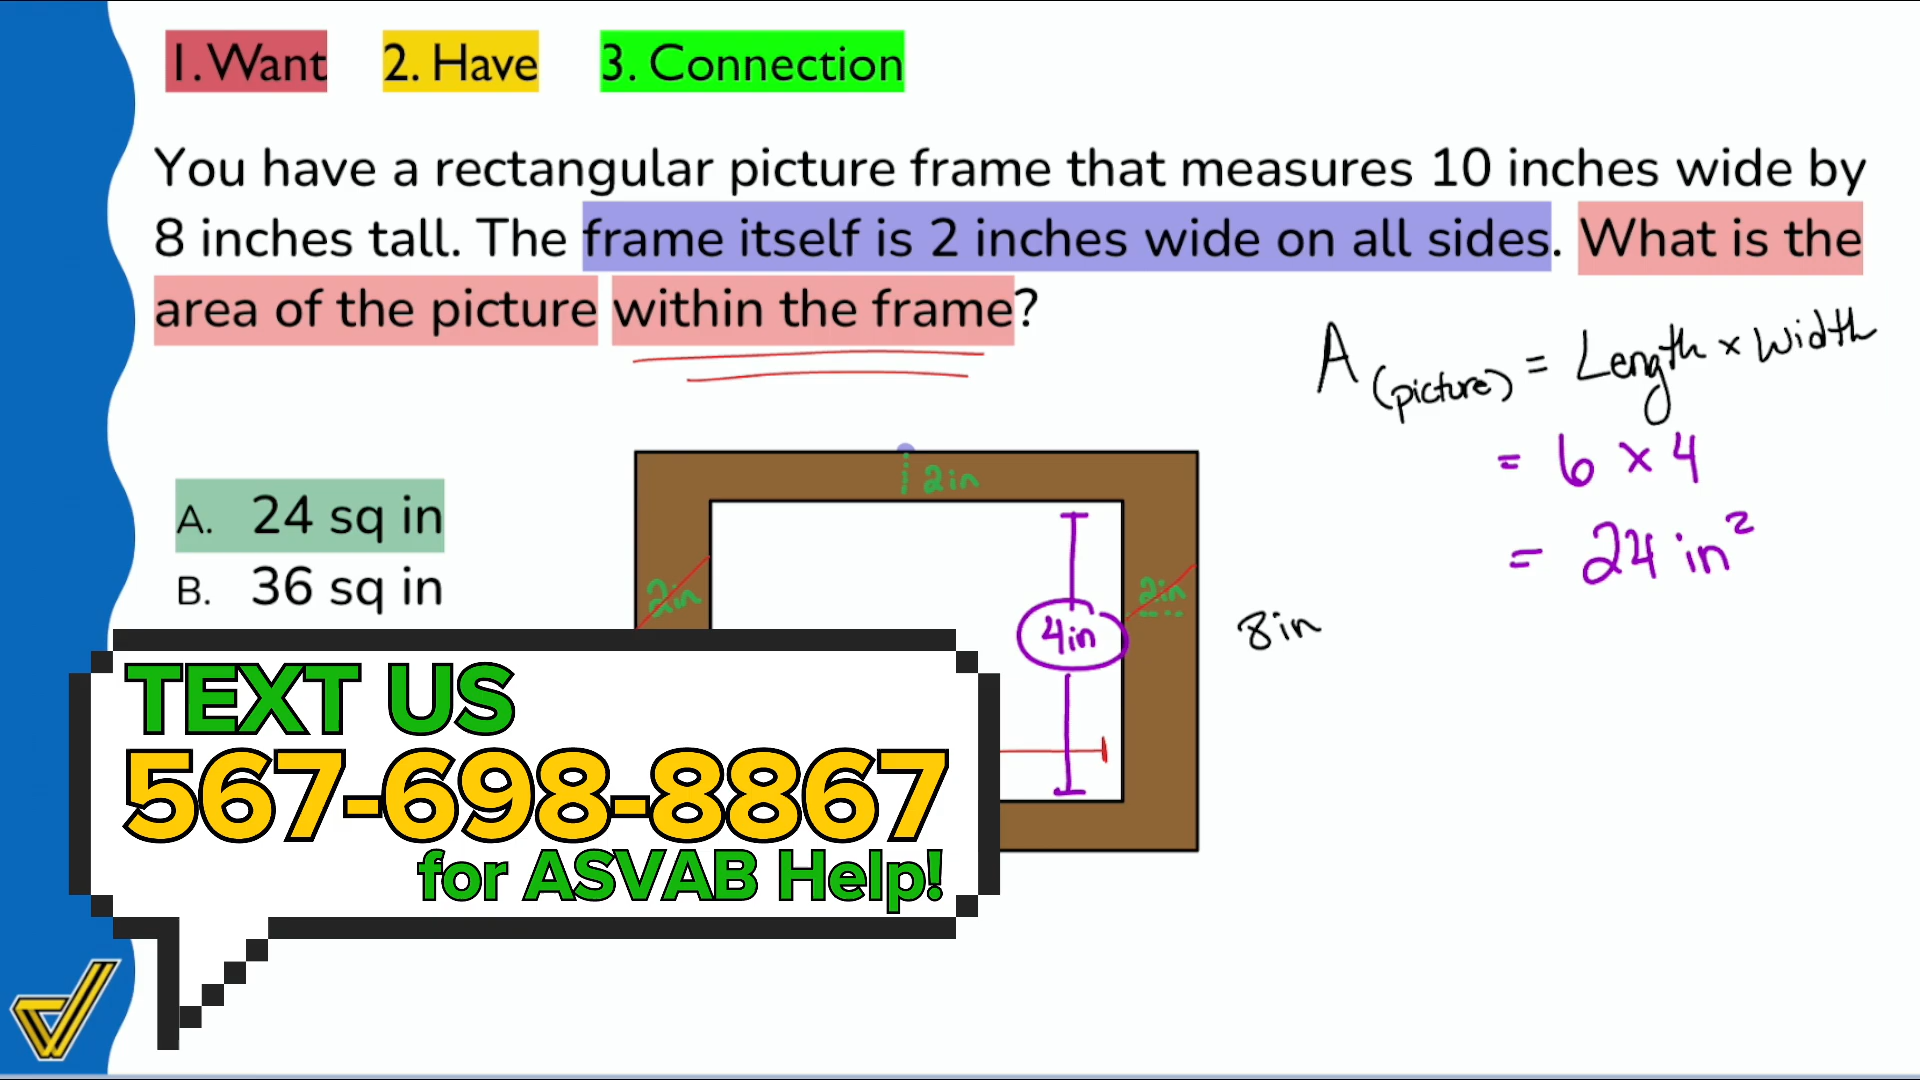 1. Want 2. Have 3. Connection
You have a rectangular picture frame that measures 10 inches wide by
8 inches tall. The frame itself is 2 inches wide on all sides. What is the
area of the picture within the frame?
A (picture) = Length × Width
= 6 × 4
= 24 in²
A. 24 sq in
B. 36 sq in
2in
2in
2in
4in
8in
TEXT US
567-698-8867
for ASVAB Help!